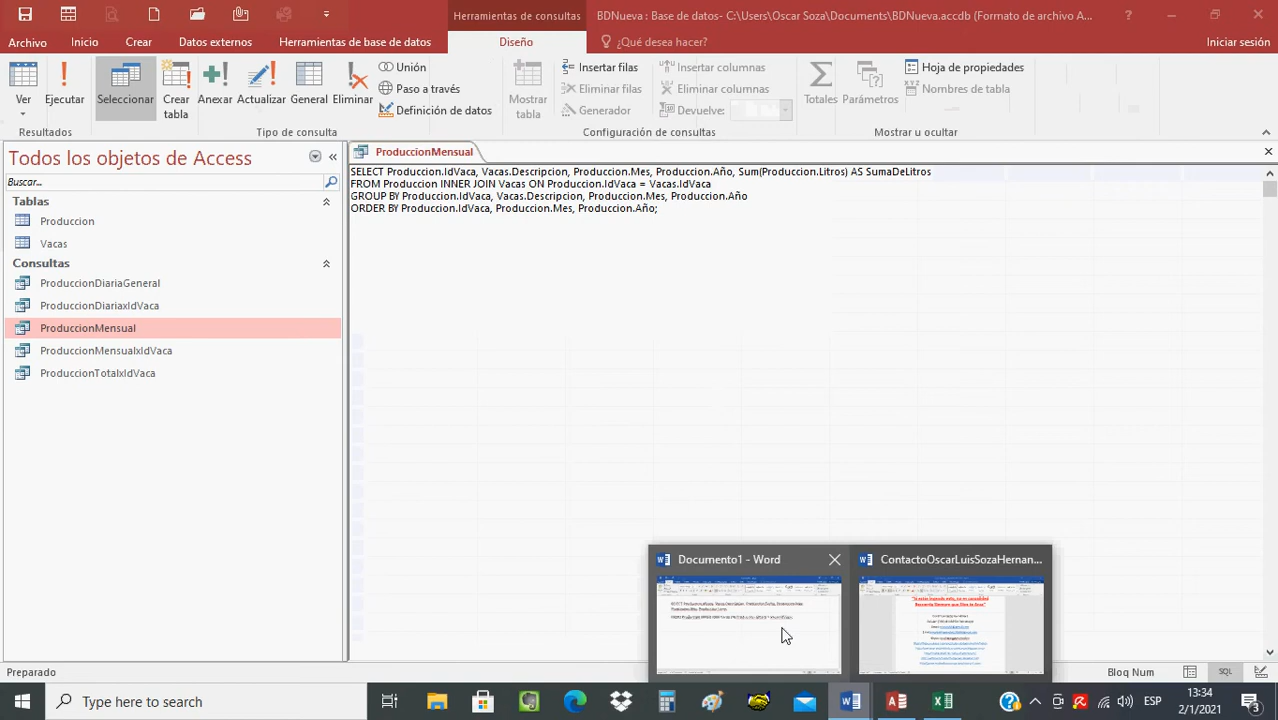 Herramientas de consultas
BDNueva : Base de datos- C:\Users\Oscar Soza\Documents\BDNueva.accdb (Formato de archivo A...
Archivo Inicio Crear Datos externos Herramientas de base de datos Diseño ¿Qué desea hacer? Iniciar sesión
Ver
Ejecutar
Seleccionar
Crear
tabla
Anexar
Actualizar
General
Eliminar
Unión
Paso a través
Definición de datos
Mostrar
tabla
Insertar filas
Eliminar filas
Generador
Insertar columnas
Eliminar columnas
Devuelve:
Totales
Parámetros
Hoja de propiedades
Nombres de tabla
Resultados
Tipo de consulta
Configuración de consultas
Mostrar u ocultar
Todos los objetos de Access
Buscar...
Tablas
Produccion
Vacas
Consultas
ProduccionDiariaGeneral
ProduccionDiariaxIdVaca
ProduccionMensual
ProduccionMensualxIdVaca
ProduccionTotalxIdVaca
ProduccionMensual
SELECT Produccion.IdVaca, Vacas.Descripcion, Produccion.Mes, Produccion.Año, Sum(Produccion.Litros) AS SumaDeLitros
FROM Produccion INNER JOIN Vacas ON Produccion.IdVaca = Vacas.IdVaca
GROUP BY Produccion.IdVaca, Vacas.Descripcion, Produccion.Mes, Produccion.Año
ORDER BY Produccion.IdVaca, Produccion.Mes, Produccion.Año;
Documento1 - Word
ContactoOscarLuisSozaHernan...
Preparado
Bloq Num
SQL
Type here to search
ESP
13:34
2/1/2021
3